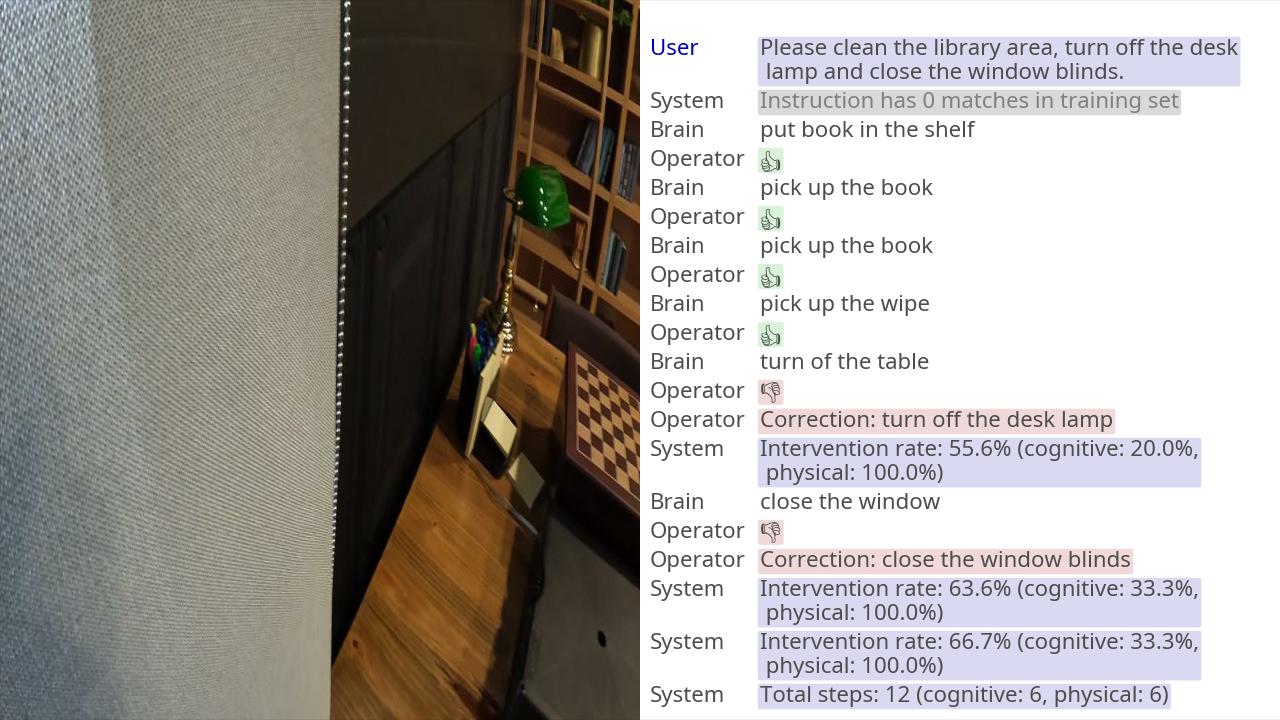 User Please clean the library area, turn off the desk
lamp and close the window blinds.
System Instruction has 0 matches in training set
Brain put book in the shelf
Operator 👍
Brain pick up the book
Operator 👍
Brain pick up the book
Operator 👍
Brain pick up the wipe
Operator 👍
Brain turn of the table
Operator 👎
Operator Correction: turn off the desk lamp
System Intervention rate: 55.6% (cognitive: 20.0%,
physical: 100.0%)
Brain close the window
Operator 👎
Operator Correction: close the window blinds
System Intervention rate: 63.6% (cognitive: 33.3%,
physical: 100.0%)
System Intervention rate: 66.7% (cognitive: 33.3%,
physical: 100.0%)
System Total steps: 12 (cognitive: 6, physical: 6)